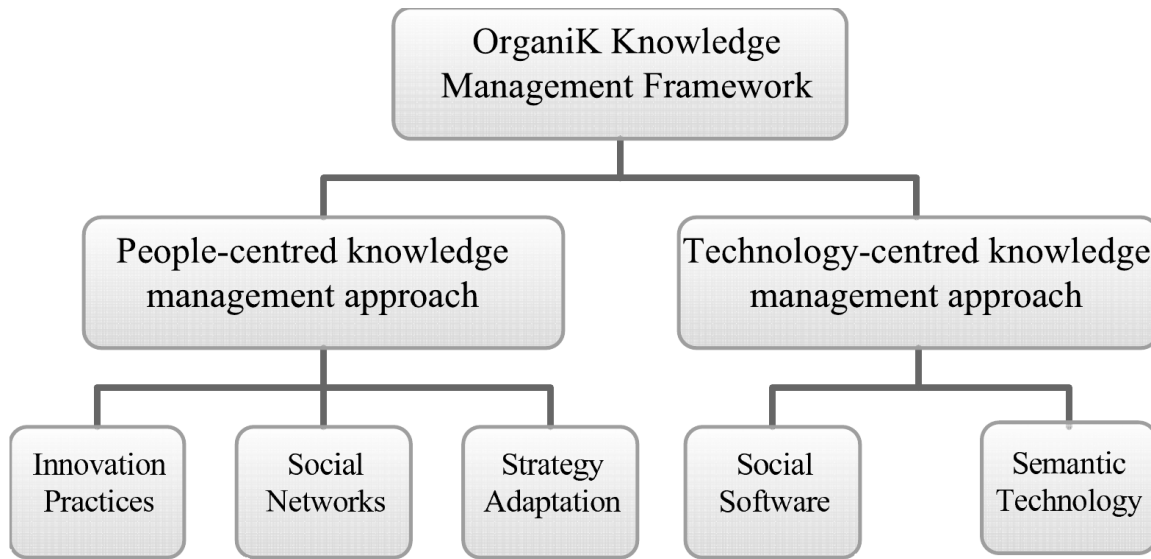 OrganiK Knowledge
Management Framework
People-centred knowledge
management approach
Technology-centred knowledge
management approach
Innovation
Practices
Social
Networks
Strategy
Adaptation
Social
Software
Semantic
Technology